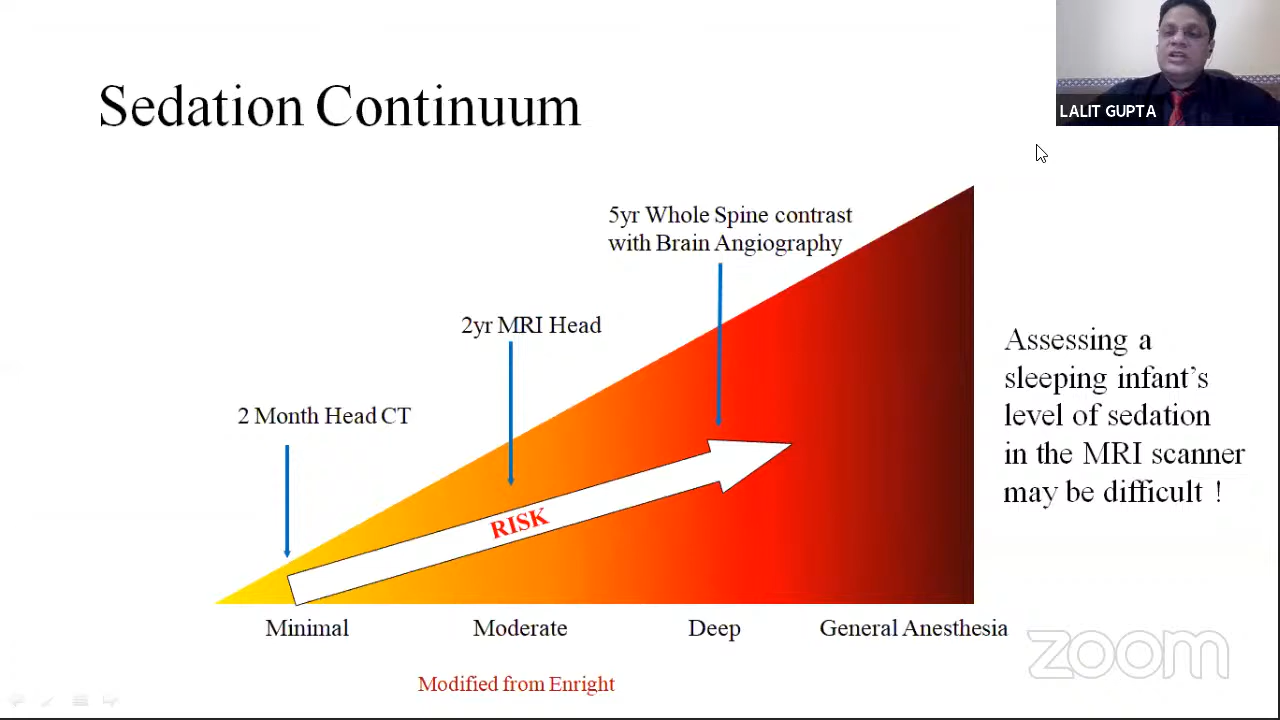 Sedation Continuum
LALIT GUPTA
5yr Whole Spine contrast
with Brain Angiography
2yr MRI Head
2 Month Head CT
RISK
Assessing a
sleeping infant's
level of sedation
in the MRI scanner
may be difficult !
Minimal
Moderate
Deep
General Anesthesia
Modified from Enright
zoom